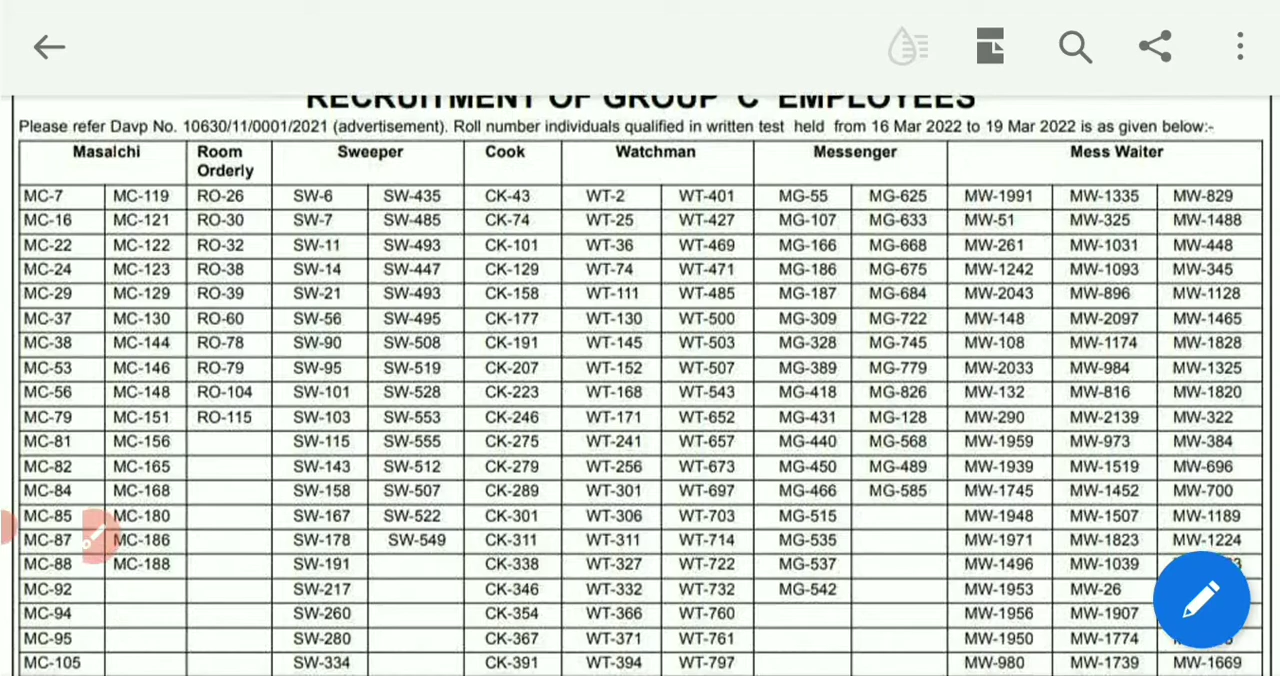 RECRUITMENT OF GROUP 'C' EMPLOYEES
Please refer Davp No. 10630/11/0001/2021 (advertisement). Roll number individuals qualified in written test held from 16 Mar 2022 to 19 Mar 2022 is as given below:-
Masalchi Room Orderly Sweeper Cook Watchman Messenger Mess Waiter
MC-7 MC-119 RO-26 SW-6 SW-435 CK-43 WT-2 WT-401 MG-55 MG-625 MW-1991 MW-1335 MW-829
MC-16 MC-121 RO-30 SW-7 SW-485 CK-74 WT-25 WT-427 MG-107 MG-633 MW-51 MW-325 MW-1488
MC-22 MC-122 RO-32 SW-11 SW-493 CK-101 WT-36 WT-469 MG-166 MG-668 MW-261 MW-1031 MW-448
MC-24 MC-123 RO-38 SW-14 SW-447 CK-129 WT-74 WT-471 MG-186 MG-675 MW-1242 MW-1093 MW-345
MC-29 MC-129 RO-39 SW-21 SW-493 CK-158 WT-111 WT-485 MG-187 MG-684 MW-2043 MW-896 MW-1128
MC-37 MC-130 RO-60 SW-56 SW-495 CK-177 WT-130 WT-500 MG-309 MG-722 MW-148 MW-2097 MW-1465
MC-38 MC-144 RO-78 SW-90 SW-508 CK-191 WT-145 WT-503 MG-328 MG-745 MW-108 MW-1174 MW-1828
MC-53 MC-146 RO-79 SW-95 SW-519 CK-207 WT-152 WT-507 MG-389 MG-779 MW-2033 MW-984 MW-1325
MC-56 MC-148 RO-104 SW-101 SW-528 CK-223 WT-168 WT-543 MG-418 MG-826 MW-132 MW-816 MW-1820
MC-79 MC-151 RO-115 SW-103 SW-553 CK-246 WT-171 WT-652 MG-431 MG-128 MW-290 MW-2139 MW-322
MC-81 MC-156 SW-115 SW-555 CK-275 WT-241 WT-657 MG-440 MG-568 MW-1959 MW-973 MW-384
MC-82 MC-165 SW-143 SW-512 CK-279 WT-256 WT-673 MG-450 MG-489 MW-1939 MW-1519 MW-696
MC-84 MC-168 SW-158 SW-507 CK-289 WT-301 WT-697 MG-466 MG-585 MW-1745 MW-1452 MW-700
MC-85 MC-180 SW-167 SW-522 CK-301 WT-306 WT-703 MG-515 MW-1948 MW-1507 MW-1189
MC-87 MC-186 SW-178 SW-549 CK-311 WT-311 WT-714 MG-535 MW-1971 MW-1823 MW-1224
MC-88 MC-188 SW-191 CK-338 WT-327 WT-722 MG-537 MW-1496 MW-1039
MC-92 SW-217 CK-346 WT-332 WT-732 MG-542 MW-1953 MW-26
MC-94 SW-260 CK-354 WT-366 WT-760 MW-1956 MW-1907
MC-95 SW-280 CK-367 WT-371 WT-761 MW-1950 MW-1774
MC-105 SW-334 CK-391 WT-394 WT-797 MW-980 MW-1739 MW-1669